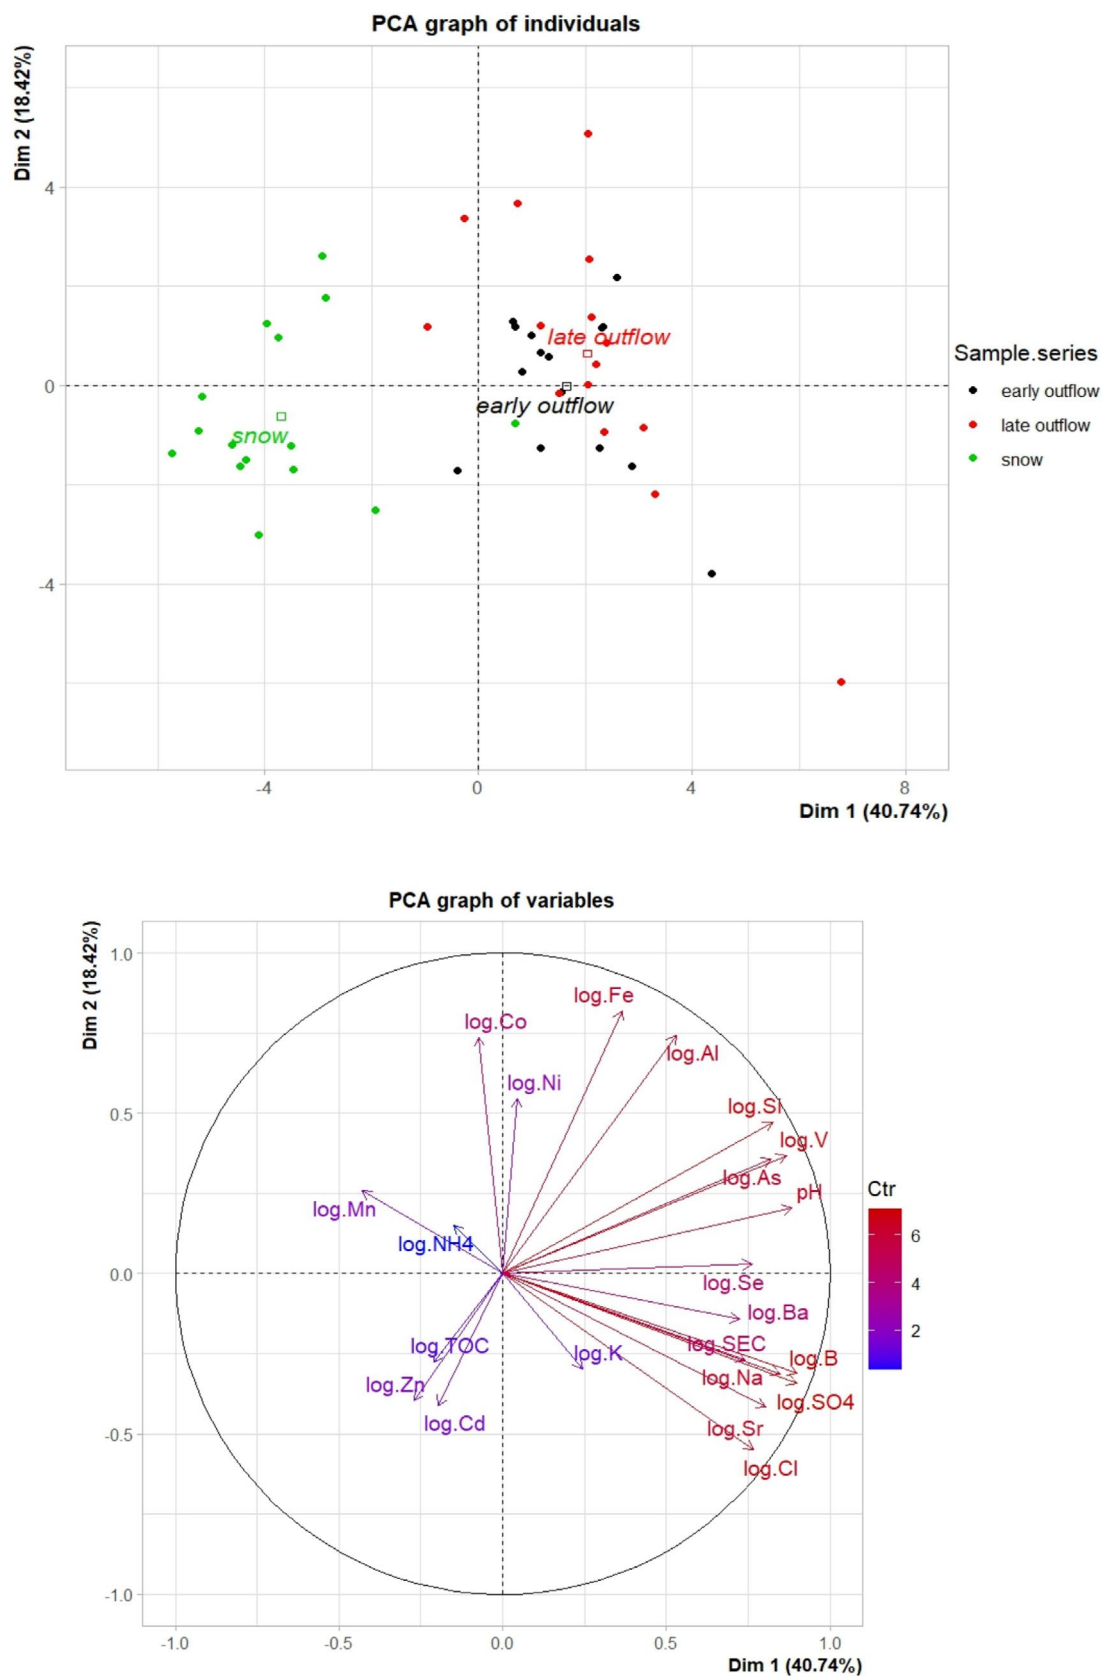 PCA graph of individuals
Dim 2 (18.42%)
4
0
-4
late outflow
early outflow
snow
-4
0
4
8
Dim 1 (40.74%)
Sample.series
early outflow
late outflow
snow
PCA graph of variables
Dim 2 (18.42%)
1.0
0.5
0.0
-0.5
-1.0
log.Fe
log.Co
log.Al
log.Ni
log.Si
log.V
log.As
pH
log.Mn
log.NH4
log.Se
log.Ba
log.SEC
log.TOC
log.K
log.B
log.Na
log.Zn
log.SO4
log.Cd
log.Sr
log.Cl
-1.0
-0.5
0.0
0.5
1.0
Dim 1 (40.74%)
Ctr
6
4
2